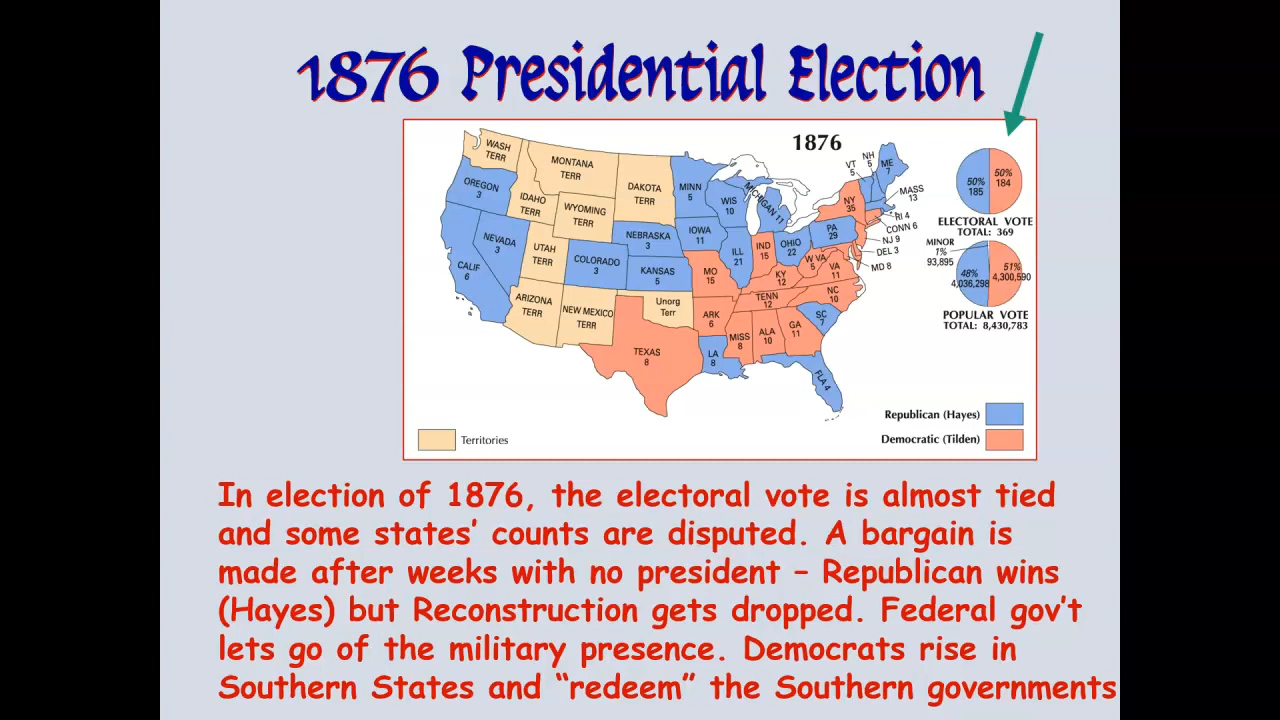 1876 Presidential Election
1876
WASH
TERR
MONTANA
TERR
DAKOTA
TERR
IDAHO
TERR
WYOMING
TERR
OREGON
3
NEVADA
3
CALIF
6
UTAH
TERR
COLORADO
3
ARIZONA
TERR
NEW MEXICO
TERR
NEBRASKA
3
KANSAS
5
Unorg
Terr
TEXAS
8
MINN
5
IOWA
11
MO
15
ARK
6
LA
8
WIS
10
ILL
21
MICHIGAN 11
IND
15
OHIO
22
KY
12
TENN
12
MISS
8
ALA
10
GA
11
FLA 4
SC
7
NC
10
VA
11
W VA
5
PA
29
NY
35
VT
5
NH
5
ME
7
MASS
13
RI 4
CONN 6
NJ 9
DEL 3
MD 8
50%
185
50%
184
ELECTORAL VOTE
TOTAL: 369
MINOR
1%
93,895
48%
4,036,298
51%
4,300,590
POPULAR VOTE
TOTAL: 8,430,783
Republican (Hayes)
Democratic (Tilden)
Territories
In election of 1876, the electoral vote is almost tied
and some states’ counts are disputed. A bargain is
made after weeks with no president – Republican wins
(Hayes) but Reconstruction gets dropped. Federal gov’t
lets go of the military presence. Democrats rise in
Southern States and “redeem” the Southern governments